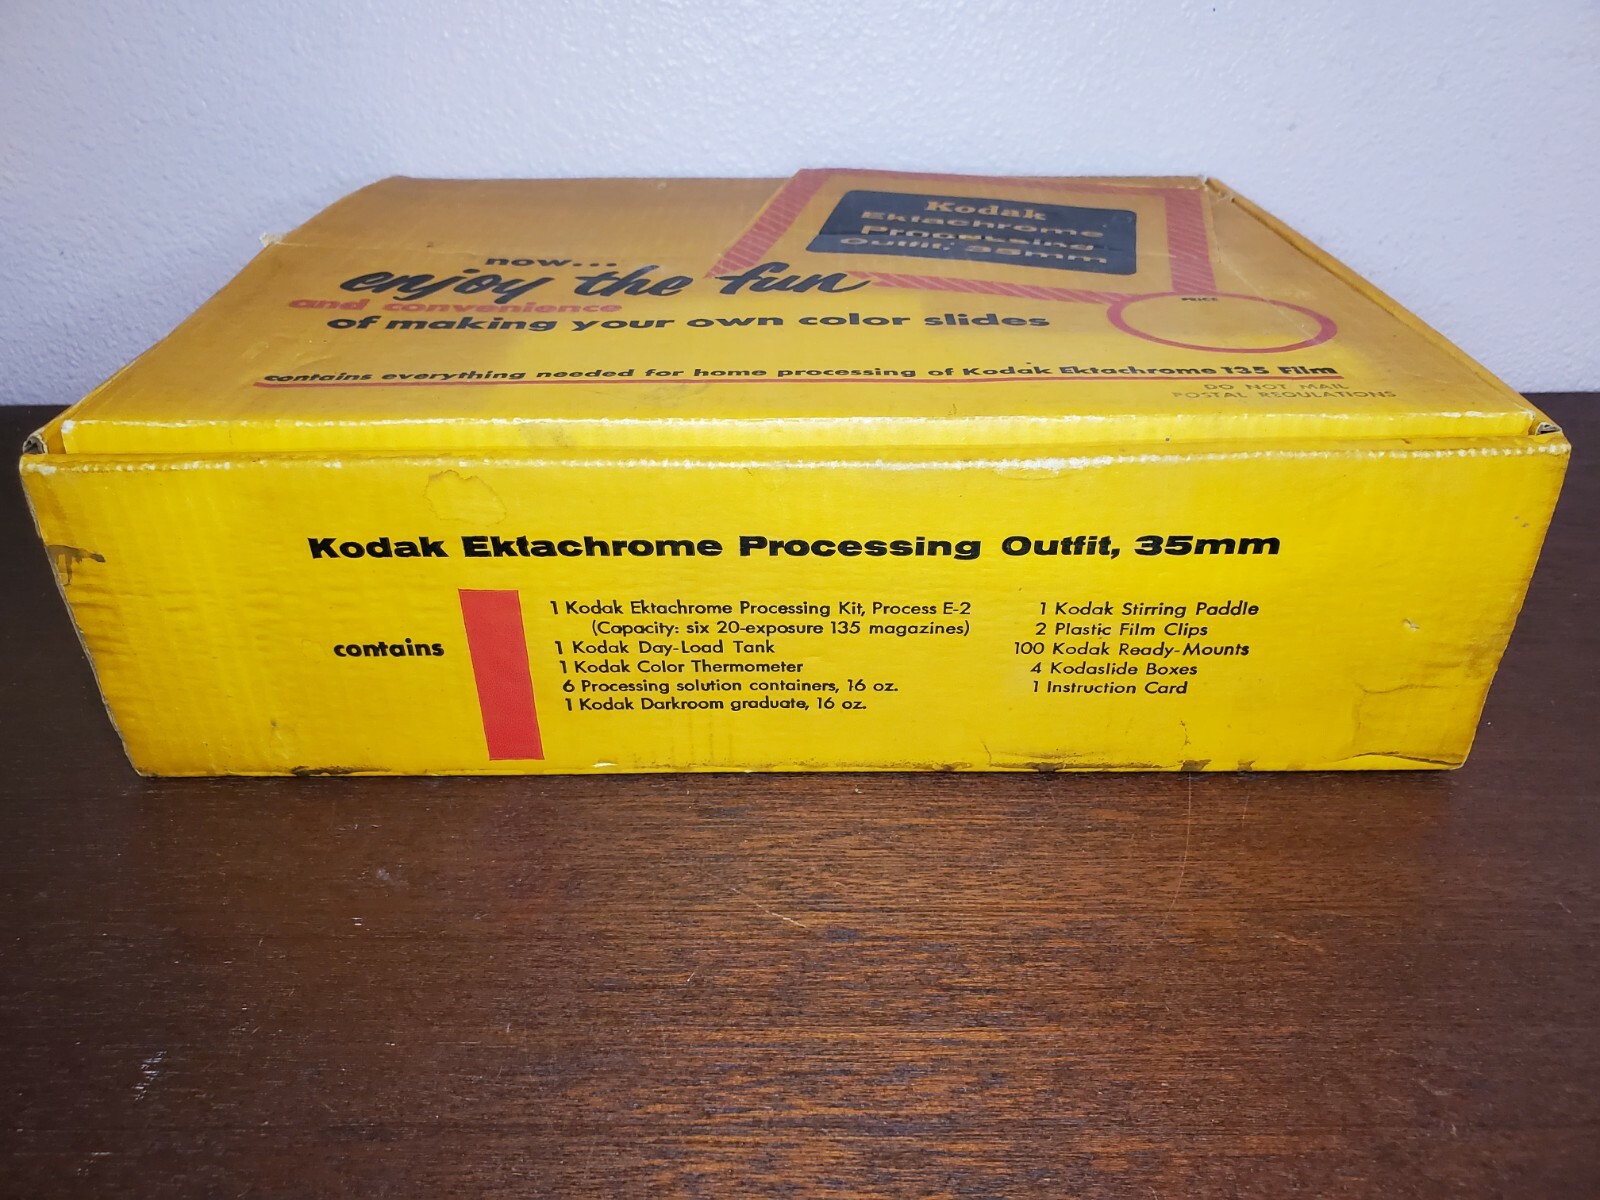 Kodak
Ektachrome
Processing
Outfit, 35mm
now...
enjoy the fun
and convenience
of making your own color slides
PRICE
contains everything needed for home processing of Kodak Ektachrome 135 Film
DO NOT MAIL
POSTAL REGULATIONS
Kodak Ektachrome Processing Outfit, 35mm
contains
1 Kodak Ektachrome Processing Kit, Process E-2
(Capacity: six 20-exposure 135 magazines)
1 Kodak Day-Load Tank
1 Kodak Color Thermometer
6 Processing solution containers, 16 oz.
1 Kodak Darkroom graduate, 16 oz.
1 Kodak Stirring Paddle
2 Plastic Film Clips
100 Kodak Ready-Mounts
4 Kodaslide Boxes
1 Instruction Card